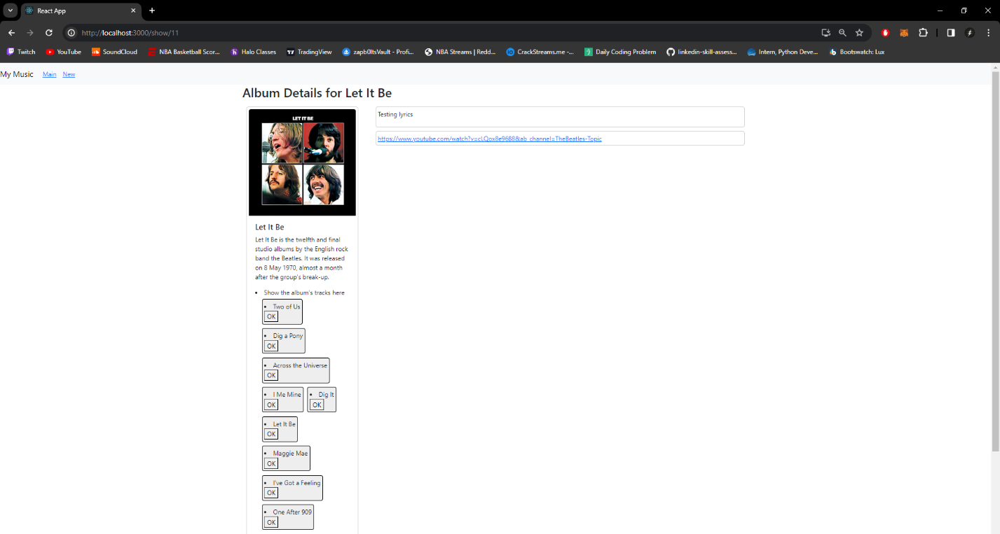 React App
http://localhost:3000/show/11
Twitch YouTube SoundCloud NBA Basketball Scor... Halo Classes TradingView zapb0ltsVault - Profi... NBA Streams | Redd... CrackStreams.me -... Daily Coding Problem linkedin-skill-assess... Intern, Python Deve... Bootswatch: Lux
My Music Main New
Album Details for Let It Be
LET IT BE
Testing lyrics
https://www.youtube.com/watch?v=cLQox8e9688&ab_channel=TheBeatles-Topic
Let It Be
Let It Be is the twelfth and final
studio albums by the English rock
band the Beatles. It was released
on 8 May 1970, almost a month
after the group's break-up.
• Show the album's tracks here
• Two of Us
OK
• Dig a Pony
OK
• Across the Universe
OK
• I Me Mine
OK
• Dig It
OK
• Let It Be
OK
• Maggie Mae
OK
• I've Got a Feeling
OK
• One After 909
OK